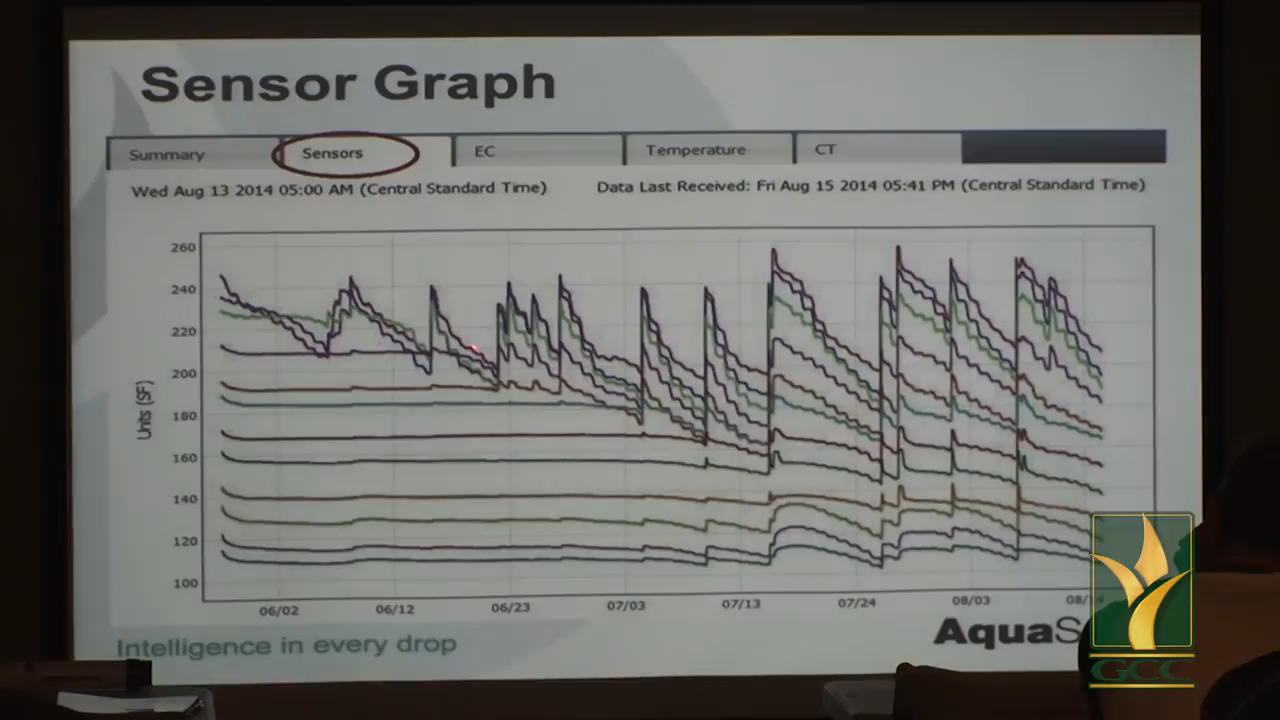 Sensor Graph
Summary Sensors EC Temperature CT
Wed Aug 13 2014 05:00 AM (Central Standard Time) Data Last Received: Fri Aug 15 2014 05:41 PM (Central Standard Time)
260
240
220
200
180
160
140
120
100
Units (SF)
06/02 06/12 06/23 07/03 07/13 07/24 08/03
Intelligence in every drop
GCC